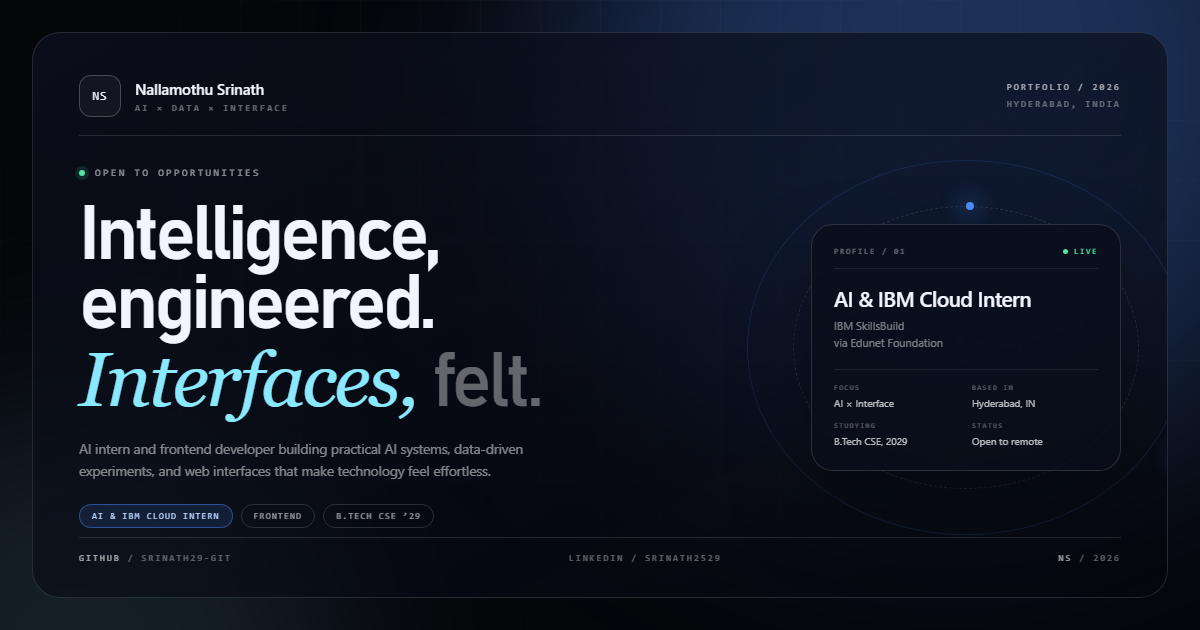 NS
Nallamothu Srinath
AI × DATA × INTERFACE
PORTFOLIO / 2026
HYDERABAD, INDIA
OPEN TO OPPORTUNITIES
Intelligence,
engineered.
Interfaces, felt.
AI intern and frontend developer building practical AI systems, data-driven
experiments, and web interfaces that make technology feel effortless.
AI & IBM CLOUD INTERN
FRONTEND
B.TECH CSE ’29
PROFILE / 01
LIVE
AI & IBM Cloud Intern
IBM SkillsBuild
via Edunet Foundation
FOCUS
AI × Interface
BASED IN
Hyderabad, IN
STUDYING
B.Tech CSE, 2029
STATUS
Open to remote
GITHUB / SRINATH29-GIT
LINKEDIN / SRINATH2529
NS / 2026